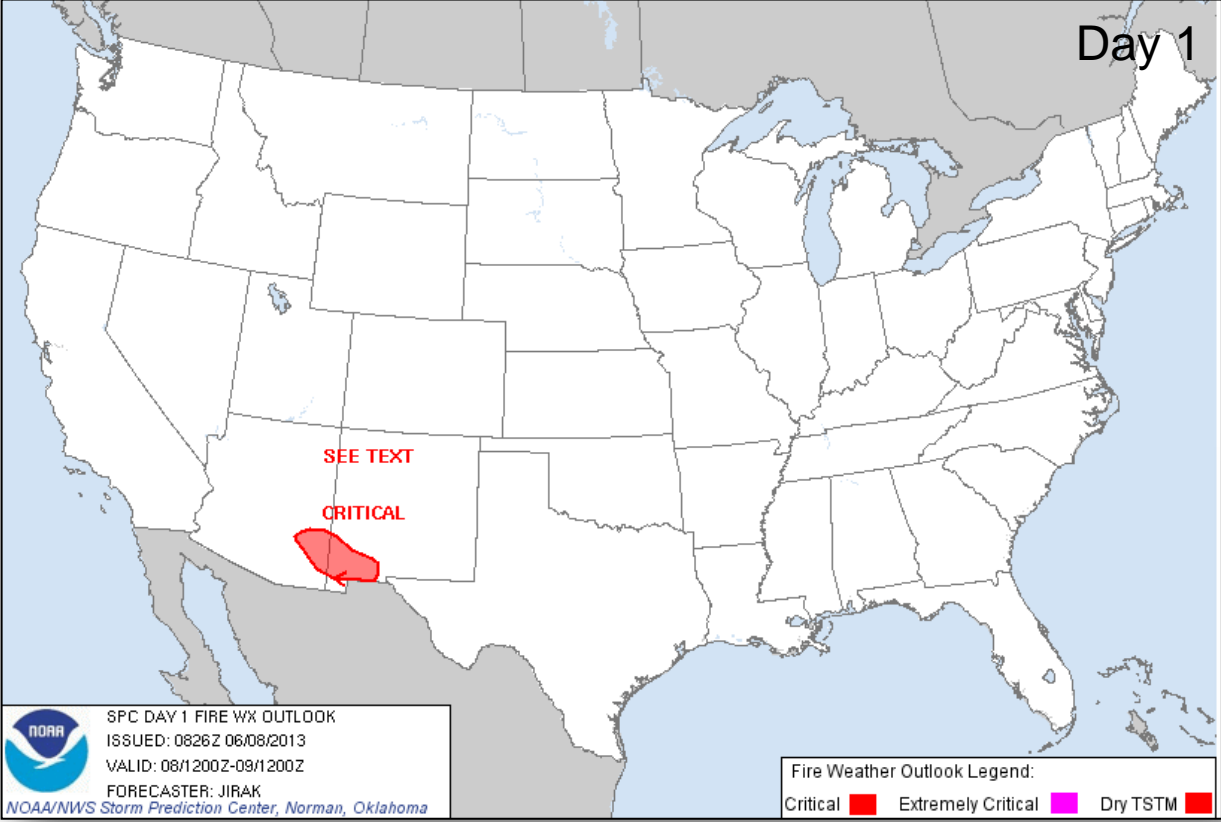 Day 1
SEE TEXT
CRITICAL
SPC DAY 1 FIRE WX OUTLOOK
ISSUED: 0826Z 06/08/2013
VALID: 08/1200Z-09/1200Z
FORECASTER: JIRAK
NOAA
NOAA/NWS Storm Prediction Center, Norman, Oklahoma
Fire Weather Outlook Legend:
Critical Extremely Critical Dry TSTM